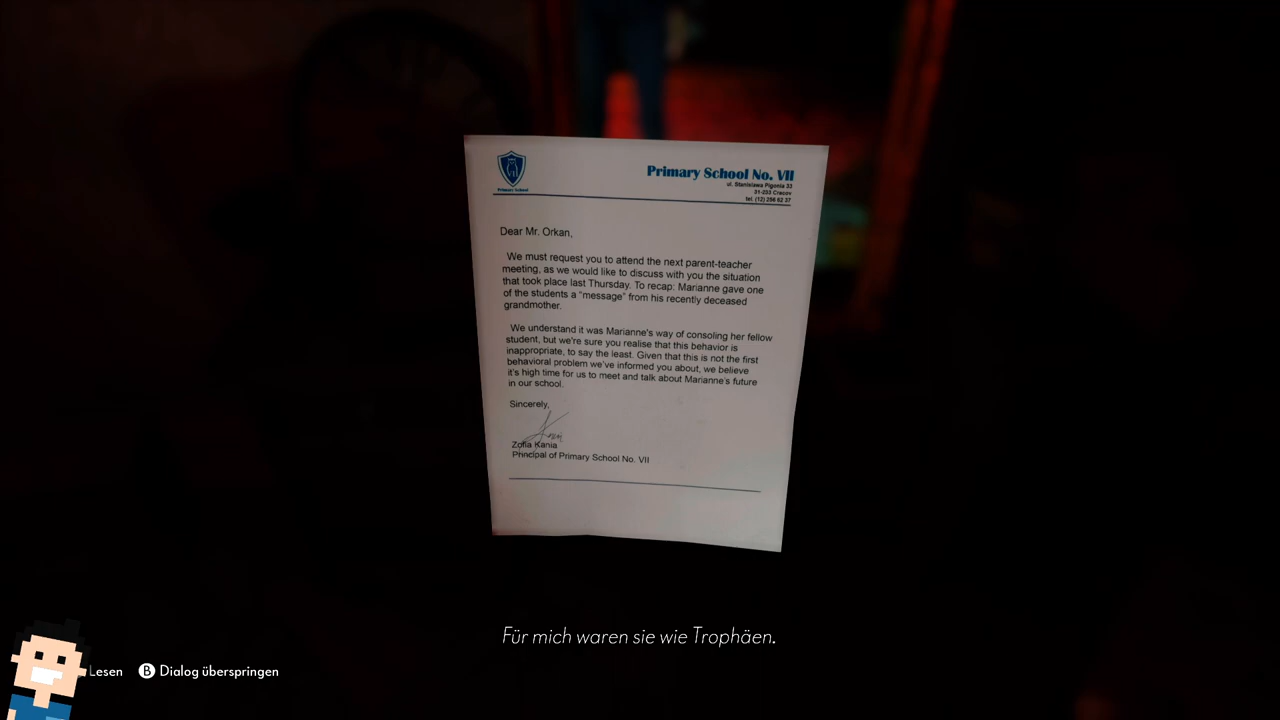 Primary School
Primary School No. VII
ul. Stanislawa Pigonia 33
31-203 Cracov
tel. (12) 256 62 37
Dear Mr. Orkan,
We must request you to attend the next parent-teacher
meeting, as we would like to discuss with you the situation
that took place last Thursday. To recap: Marianne gave one
of the students a "message" from his recently deceased
grandmother.
We understand it was Marianne's way of consoling her fellow
student, but we're sure you realise that this behavior is
inappropriate, to say the least. Given that this is not the first
behavioral problem we've informed you about, we believe
it's high time for us to meet and talk about Marianne's future
in our school.
Sincerely,
Zofia Kania
Principal of Primary School No. VII
Für mich waren sie wie Trophäen.
Lesen B Dialog überspringen